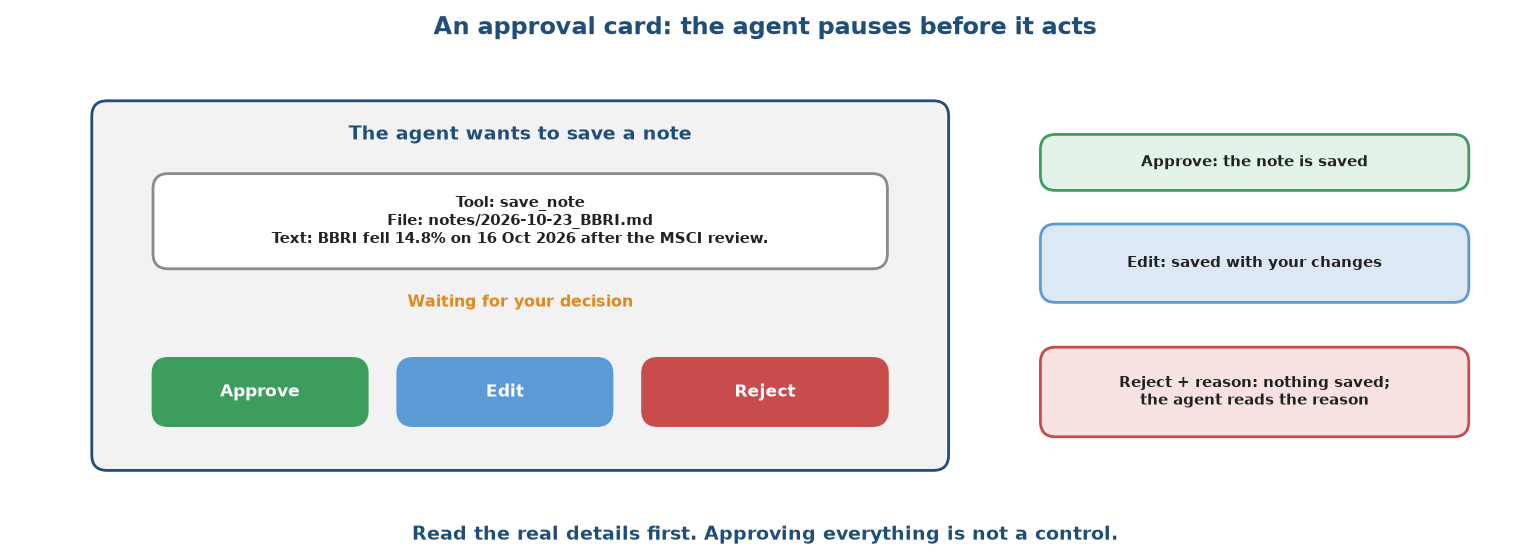 An approval card: the agent pauses before it acts
The agent wants to save a note
Tool: save_note
File: notes/2026-10-23_BBRI.md
Text: BBRI fell 14.8% on 16 Oct 2026 after the MSCI review.
Waiting for your decision
Approve
Edit
Reject
Approve: the note is saved
Edit: saved with your changes
Reject + reason: nothing saved;
the agent reads the reason
Read the real details first. Approving everything is not a control.